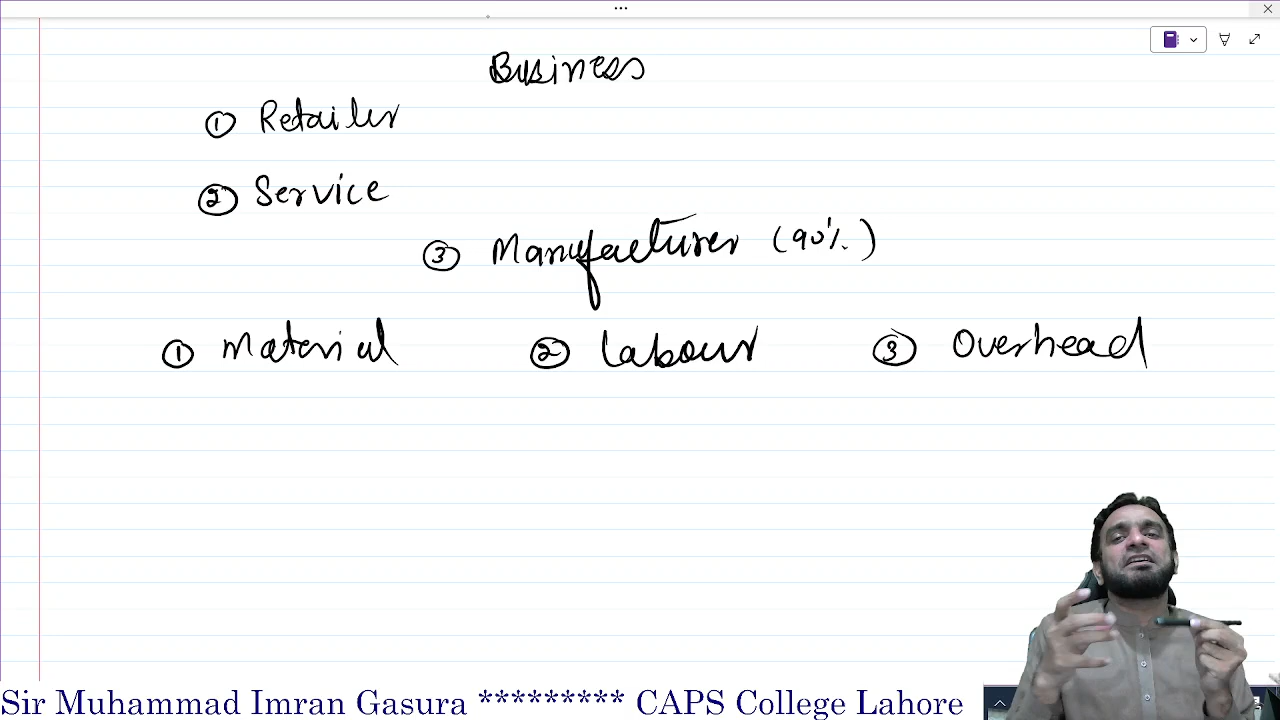 Business
① Retailer
② Service
③ Manufacturer (90%)
① Material ② Labour ③ Overhead
Sir Muhammad Imran Gasura ********* CAPS College Lahore